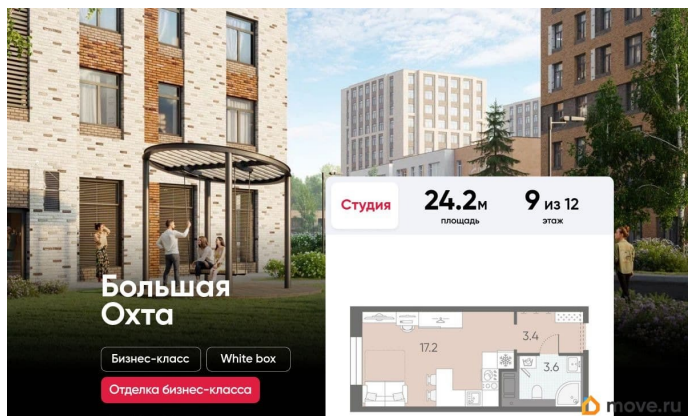 Студия
24.2м
площадь
9 из 12
этаж
Большая
Охта
Бизнес-класс
White box
Отделка бизнес-класса
17.2
3.4
3.6
move.ru